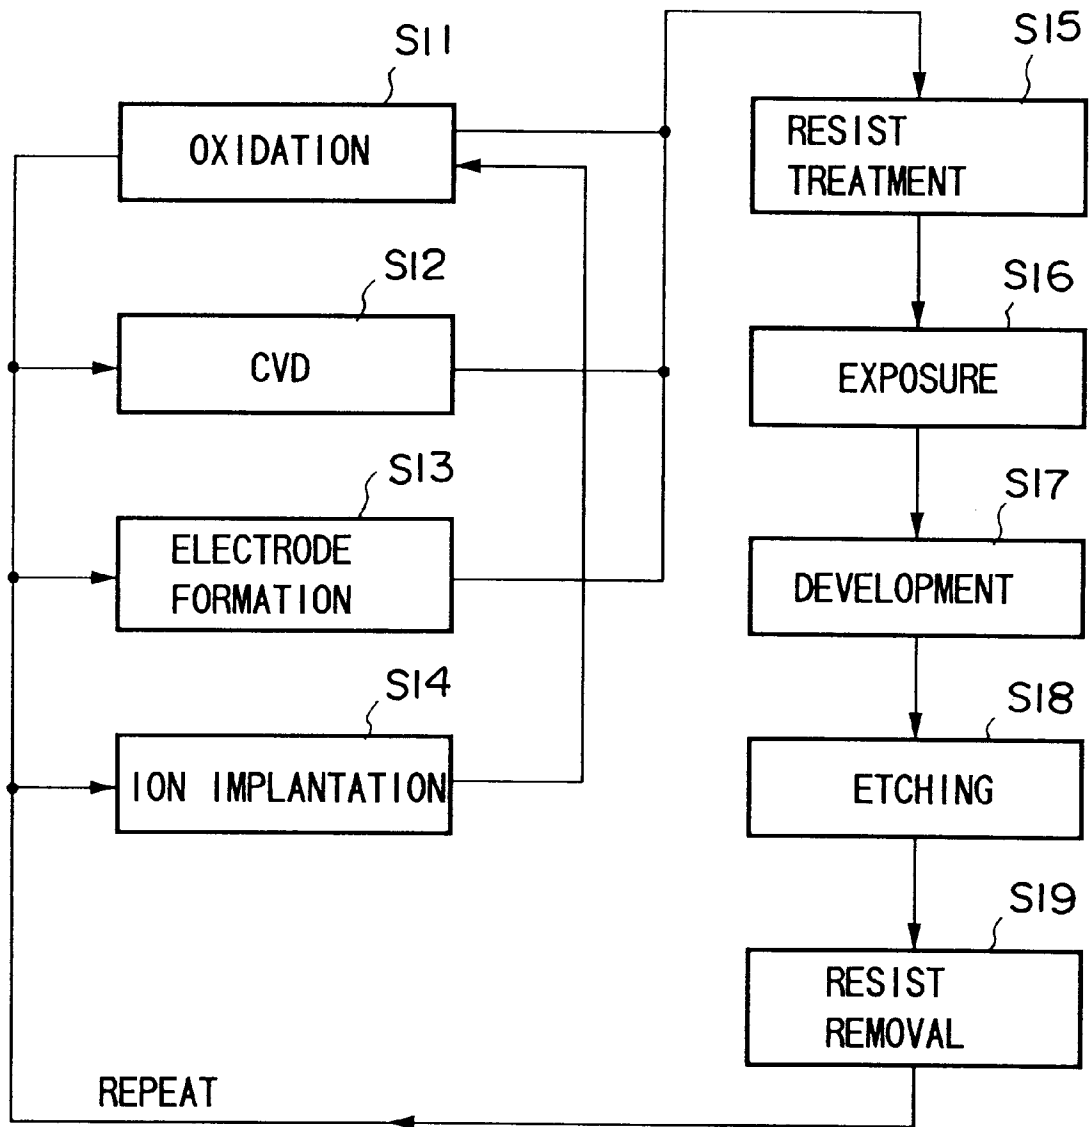 S11
OXIDATION
S12
CVD
S13
ELECTRODE
FORMATION
S14
ION IMPLANTATION
S15
RESIST
TREATMENT
S16
EXPOSURE
S17
DEVELOPMENT
S18
ETCHING
S19
RESIST
REMOVAL
REPEAT